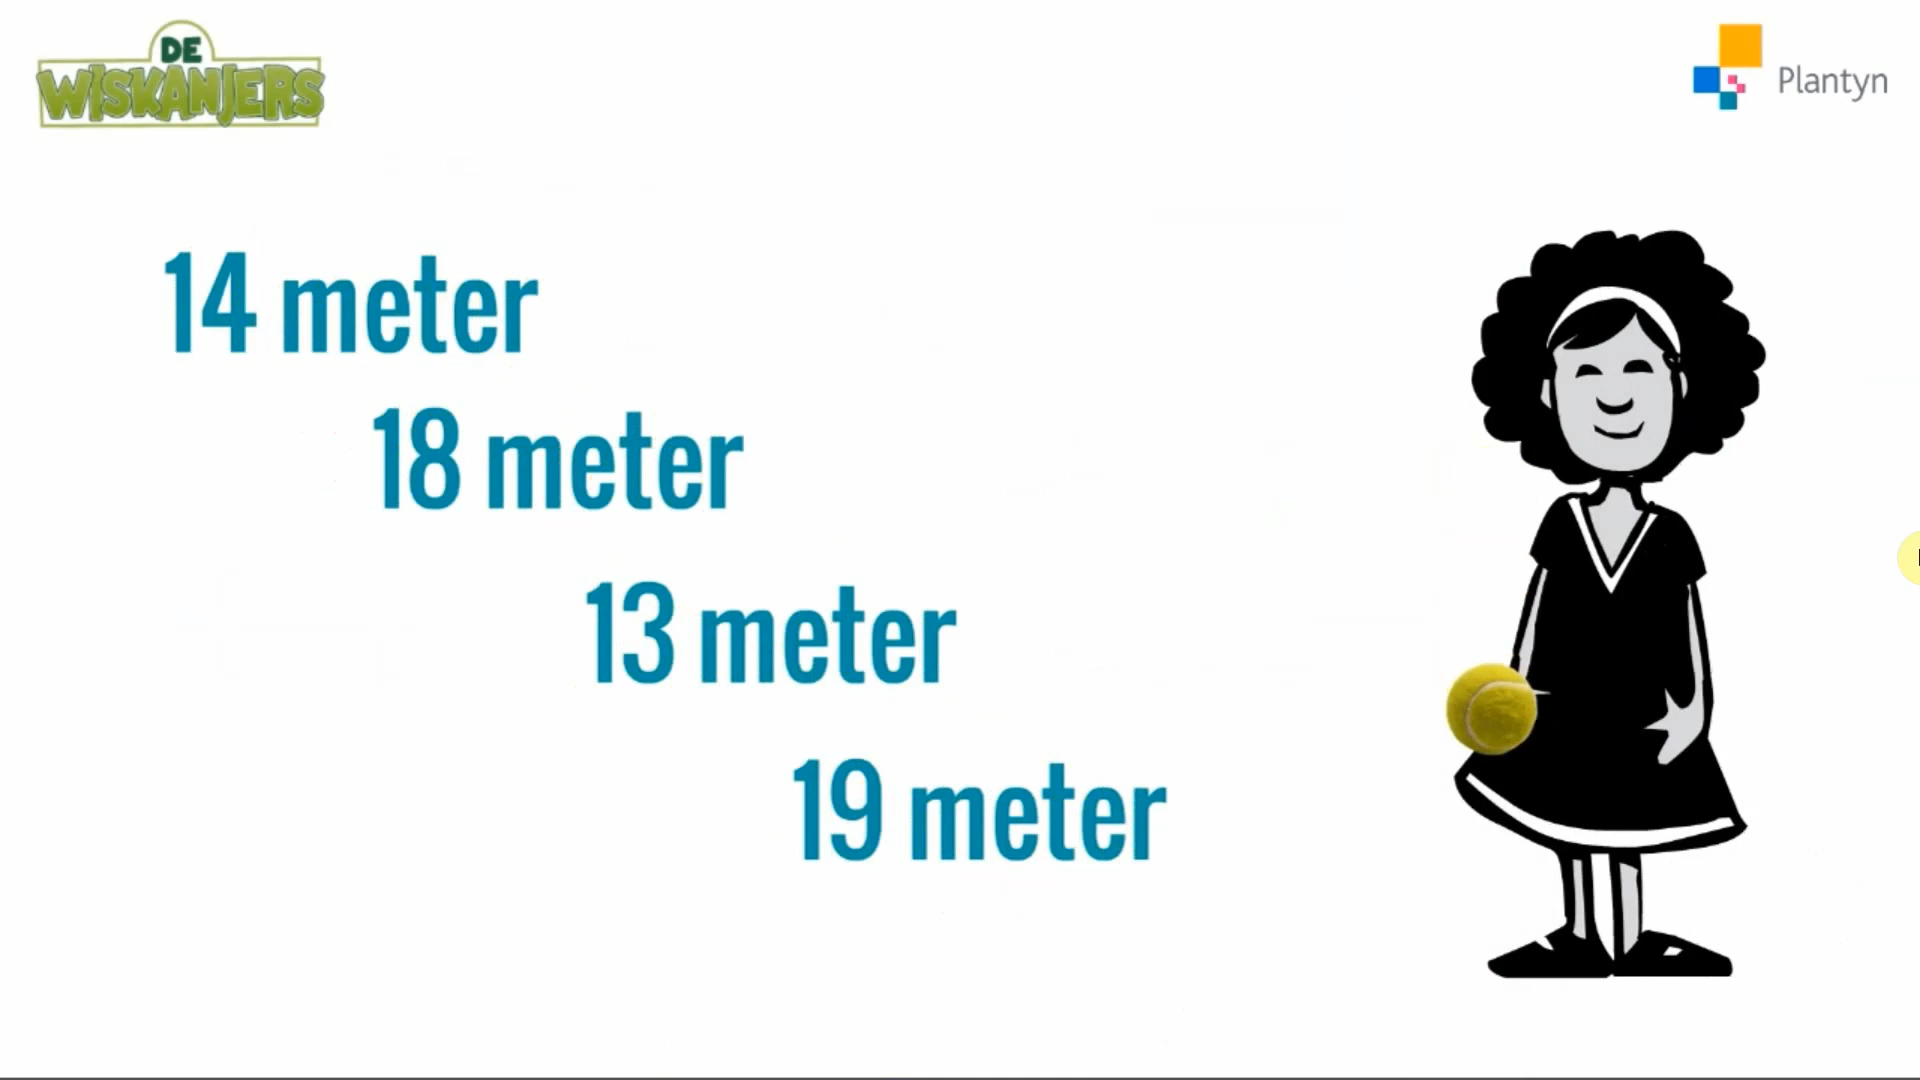 DE
WISKANJERS
Plantyn
14 meter
18 meter
13 meter
19 meter